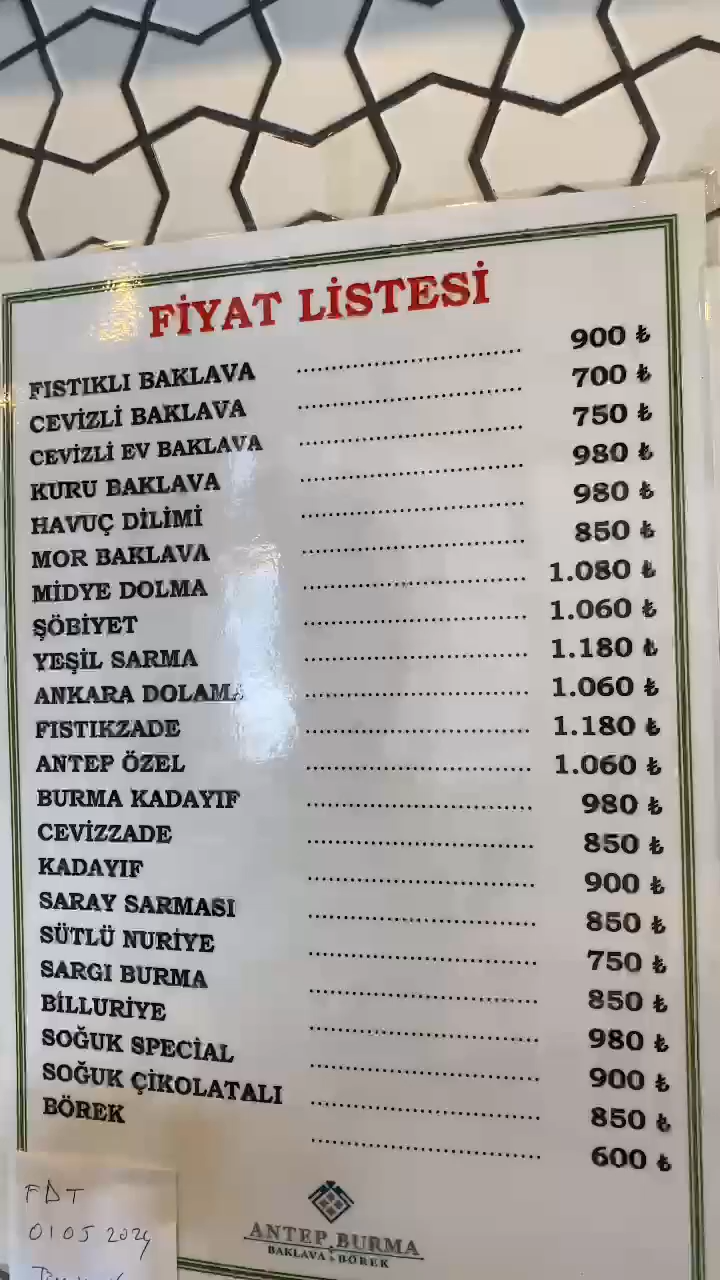 FİYAT LİSTESİ
FISTIKLI BAKLAVA ........ 900 ₺
CEVİZLİ BAKLAVA ........ 700 ₺
CEVİZLİ EV BAKLAVA ........ 750 ₺
KURU BAKLAVA ........ 980 ₺
HAVUÇ DİLİMİ ........ 980 ₺
MOR BAKLAVA ........ 850 ₺
MİDYE DOLMA ........ 1.080 ₺
ŞÖBİYET ........ 1.060 ₺
YEŞİL SARMA ........ 1.180 ₺
ANKARA DOLAMA ........ 1.060 ₺
FISTIKZADE ........ 1.180 ₺
ANTEP ÖZEL ........ 1.060 ₺
BURMA KADAYIF ........ 980 ₺
CEVİZZADE ........ 850 ₺
KADAYIF ........ 900 ₺
SARAY SARMASI ........ 850 ₺
SÜTLÜ NURİYE ........ 750 ₺
SARGI BURMA ........ 850 ₺
BİLLURİYE ........ 980 ₺
SOĞUK SPECİAL ........ 900 ₺
SOĞUK ÇİKOLATALI ........ 850 ₺
BÖREK ........ 600 ₺
ANTEP BURMA
BAKLAVA BÖREK
FDT
01 05 2024